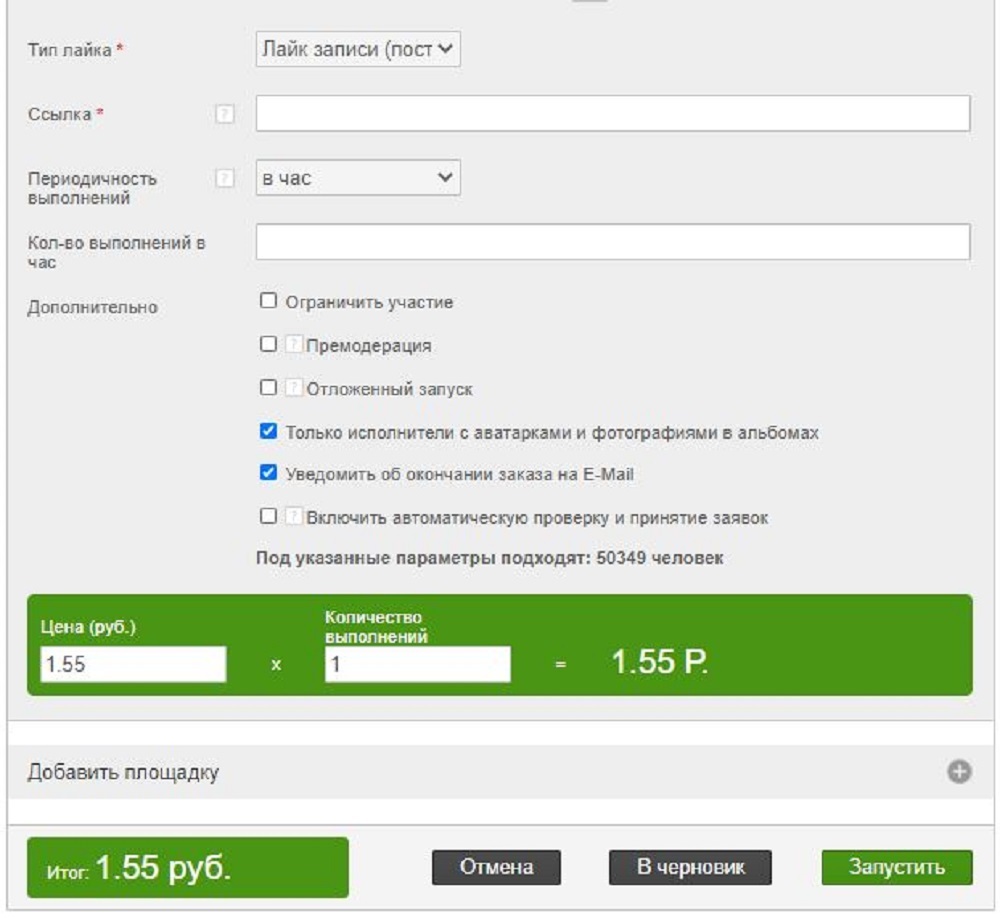 Тип лайка *
Лайк записи (пост
Ссылка *
?
Периодичность
выполнений
?
в час
Кол-во выполнений в
час
Дополнительно
Ограничить участие
? Премодерация
? Отложенный запуск
Только исполнители с аватарками и фотографиями в альбомах
Уведомить об окончании заказа на E-Mail
? Включить автоматическую проверку и принятие заявок
Под указанные параметры подходят: 50349 человек
Цена (руб.)
Количество
выполнений
1.55 x 1 = 1.55 Р.
Добавить площадку
Итог: 1.55 руб.
Отмена
В черновик
Запустить